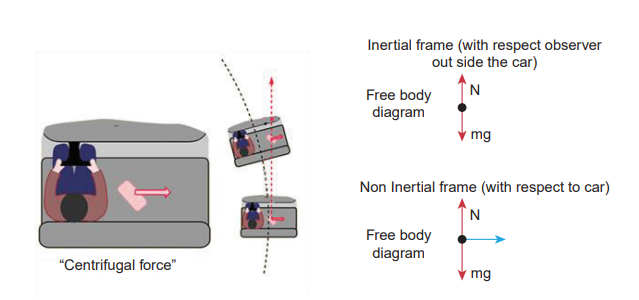 Inertial frame (with respect observer
out side the car)
Free body
diagram
N
mg
Non Inertial frame (with respect to car)
Free body
diagram
N
mg
“Centrifugal force”